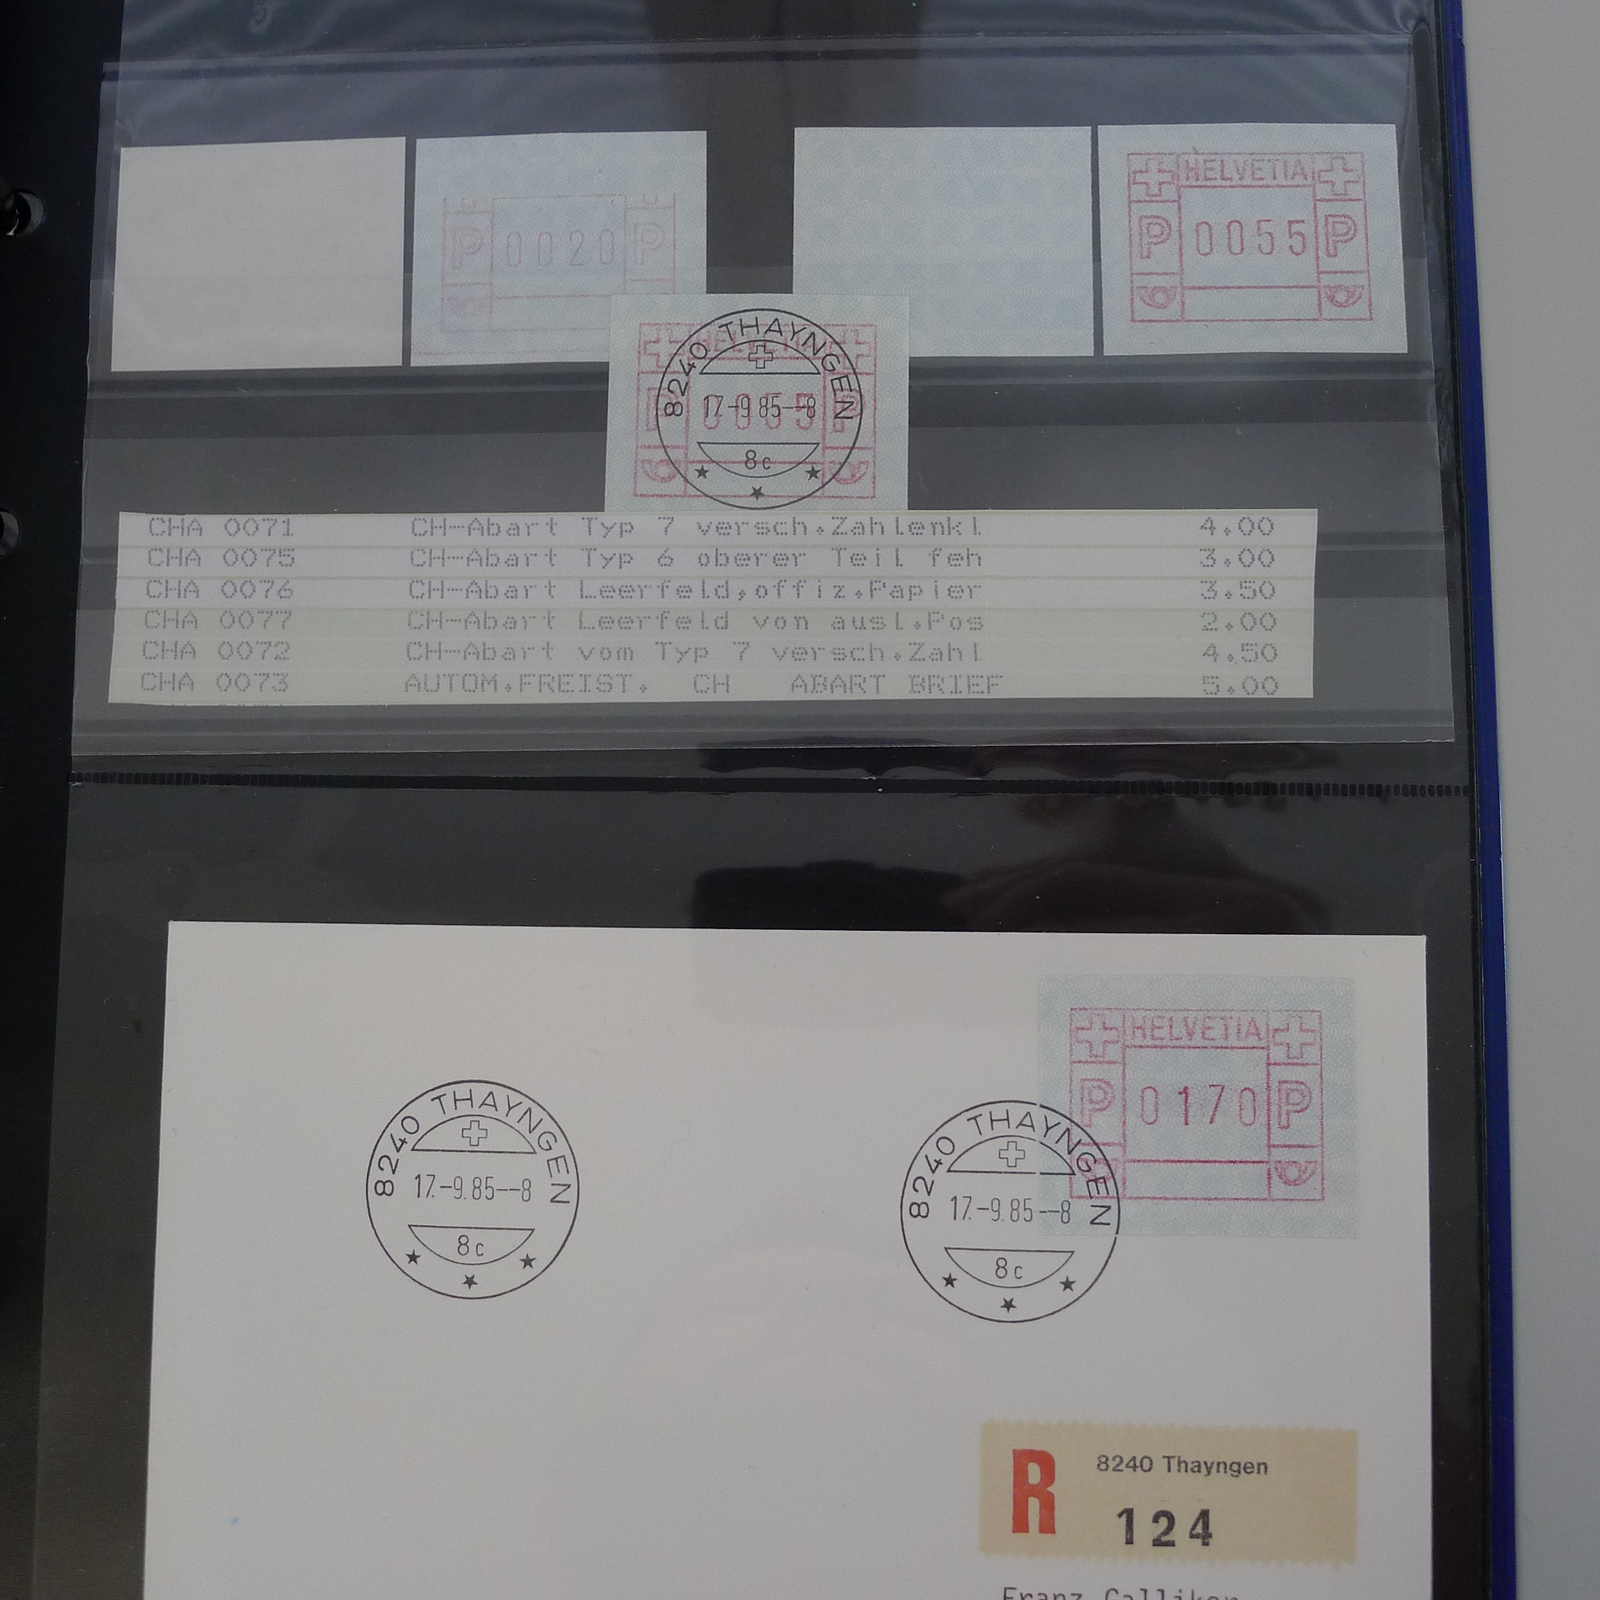 P 0020 P
HELVETIA
P 0055 P
8240 THAYNGEN
17.-9.85--8
8c
CHA 0071 CH-Abart Typ 7 versch.Zahlenkl 4.00
CHA 0075 CH-Abart Typ 6 oberer Teil feh 3.00
CHA 0076 CH-Abart Leerfeld,offiz.Papier 3.50
CHA 0077 CH-Abart Leerfeld von ausl.Pos 2.00
CHA 0072 CH-Abart vom Typ 7 versch.Zahl 4.50
CHA 0073 AUTOM.FREIST. CH ABART BRIEF 5.00
HELVETIA
P 0170 P
8240 THAYNGEN
17.-9.85--8
8c
8240 THAYNGEN
17.-9.85--8
8c
R 8240 Thayngen
124
Franz